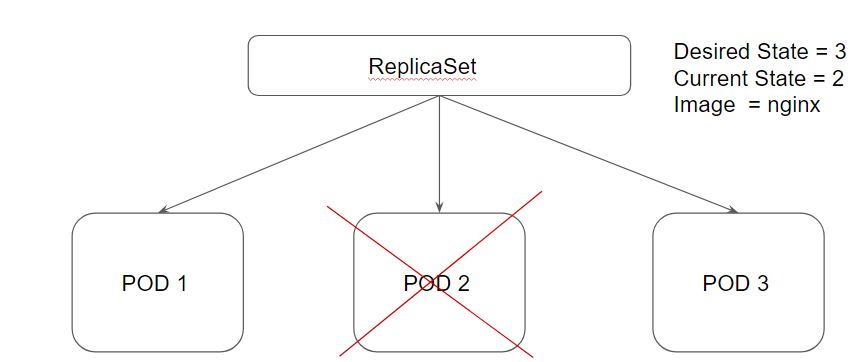 ReplicaSet
Desired State = 3
Current State = 2
Image  = nginx
POD 1
POD 2
POD 3